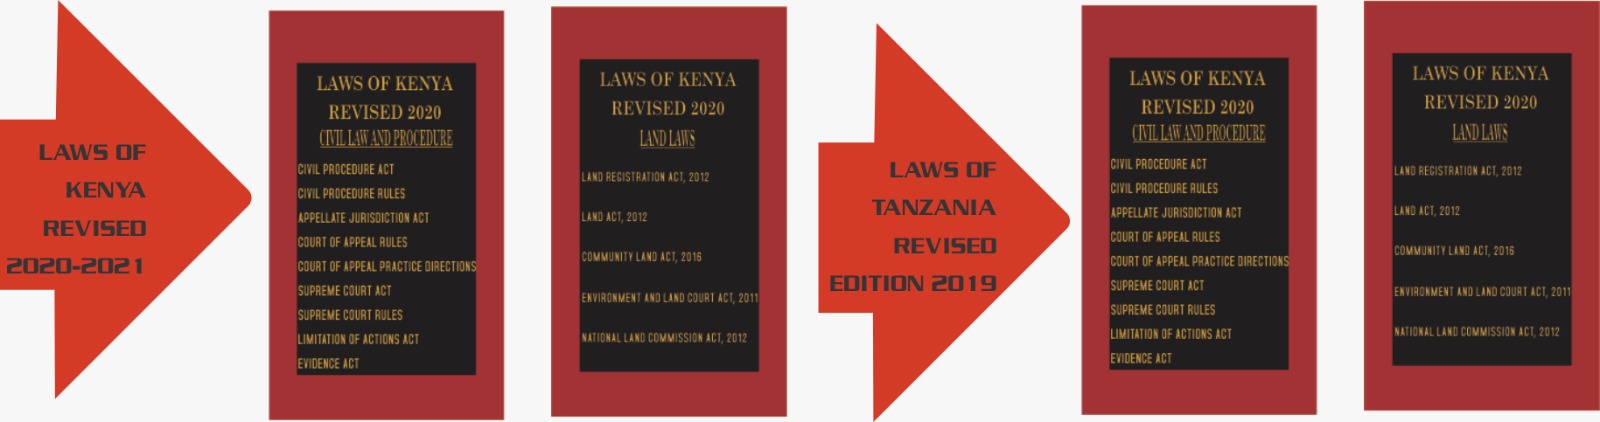 LAWS OF
KENYA
REVISED
2020-2021
LAWS OF KENYA
REVISED 2020
CIVIL LAW AND PROCEDURE
CIVIL PROCEDURE ACT
CIVIL PROCEDURE RULES
APPELLATE JURISDICTION ACT
COURT OF APPEAL RULES
COURT OF APPEAL PRACTICE DIRECTIONS
SUPREME COURT ACT
SUPREME COURT RULES
LIMITATION OF ACTIONS ACT
EVIDENCE ACT
LAWS OF KENYA
REVISED 2020
LAND LAWS
LAND REGISTRATION ACT, 2012
LAND ACT, 2012
COMMUNITY LAND ACT, 2016
ENVIRONMENT AND LAND COURT ACT, 2011
NATIONAL LAND COMMISSION ACT, 2012
LAWS OF
TANZANIA
REVISED
EDITION 2019
LAWS OF KENYA
REVISED 2020
CIVIL LAW AND PROCEDURE
CIVIL PROCEDURE ACT
CIVIL PROCEDURE RULES
APPELLATE JURISDICTION ACT
COURT OF APPEAL RULES
COURT OF APPEAL PRACTICE DIRECTIONS
SUPREME COURT ACT
SUPREME COURT RULES
LIMITATION OF ACTIONS ACT
EVIDENCE ACT
LAWS OF KENYA
REVISED 2020
LAND LAWS
LAND REGISTRATION ACT, 2012
LAND ACT, 2012
COMMUNITY LAND ACT, 2016
ENVIRONMENT AND LAND COURT ACT, 2011
NATIONAL LAND COMMISSION ACT, 2012